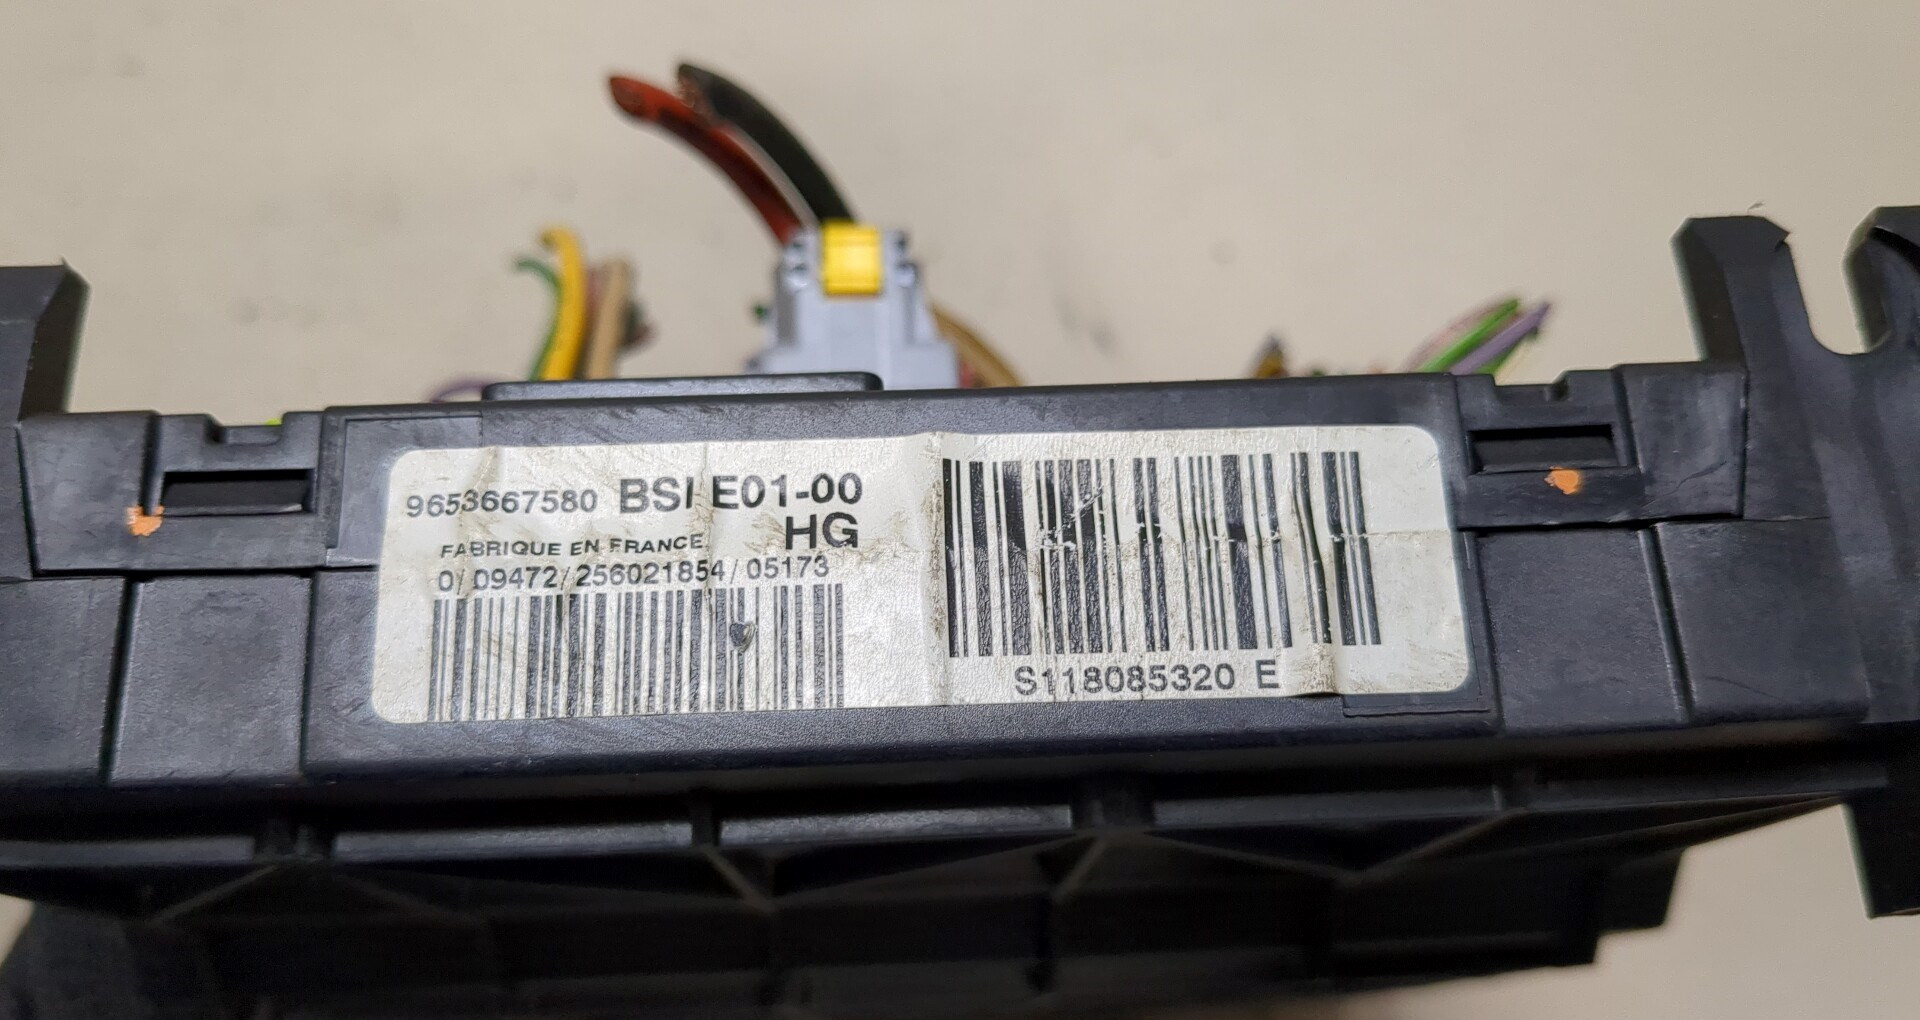 9653667580 BSI E01-00
HG
FABRIQUE EN FRANCE
0/ 09472/256021854/05173
S118085320 E